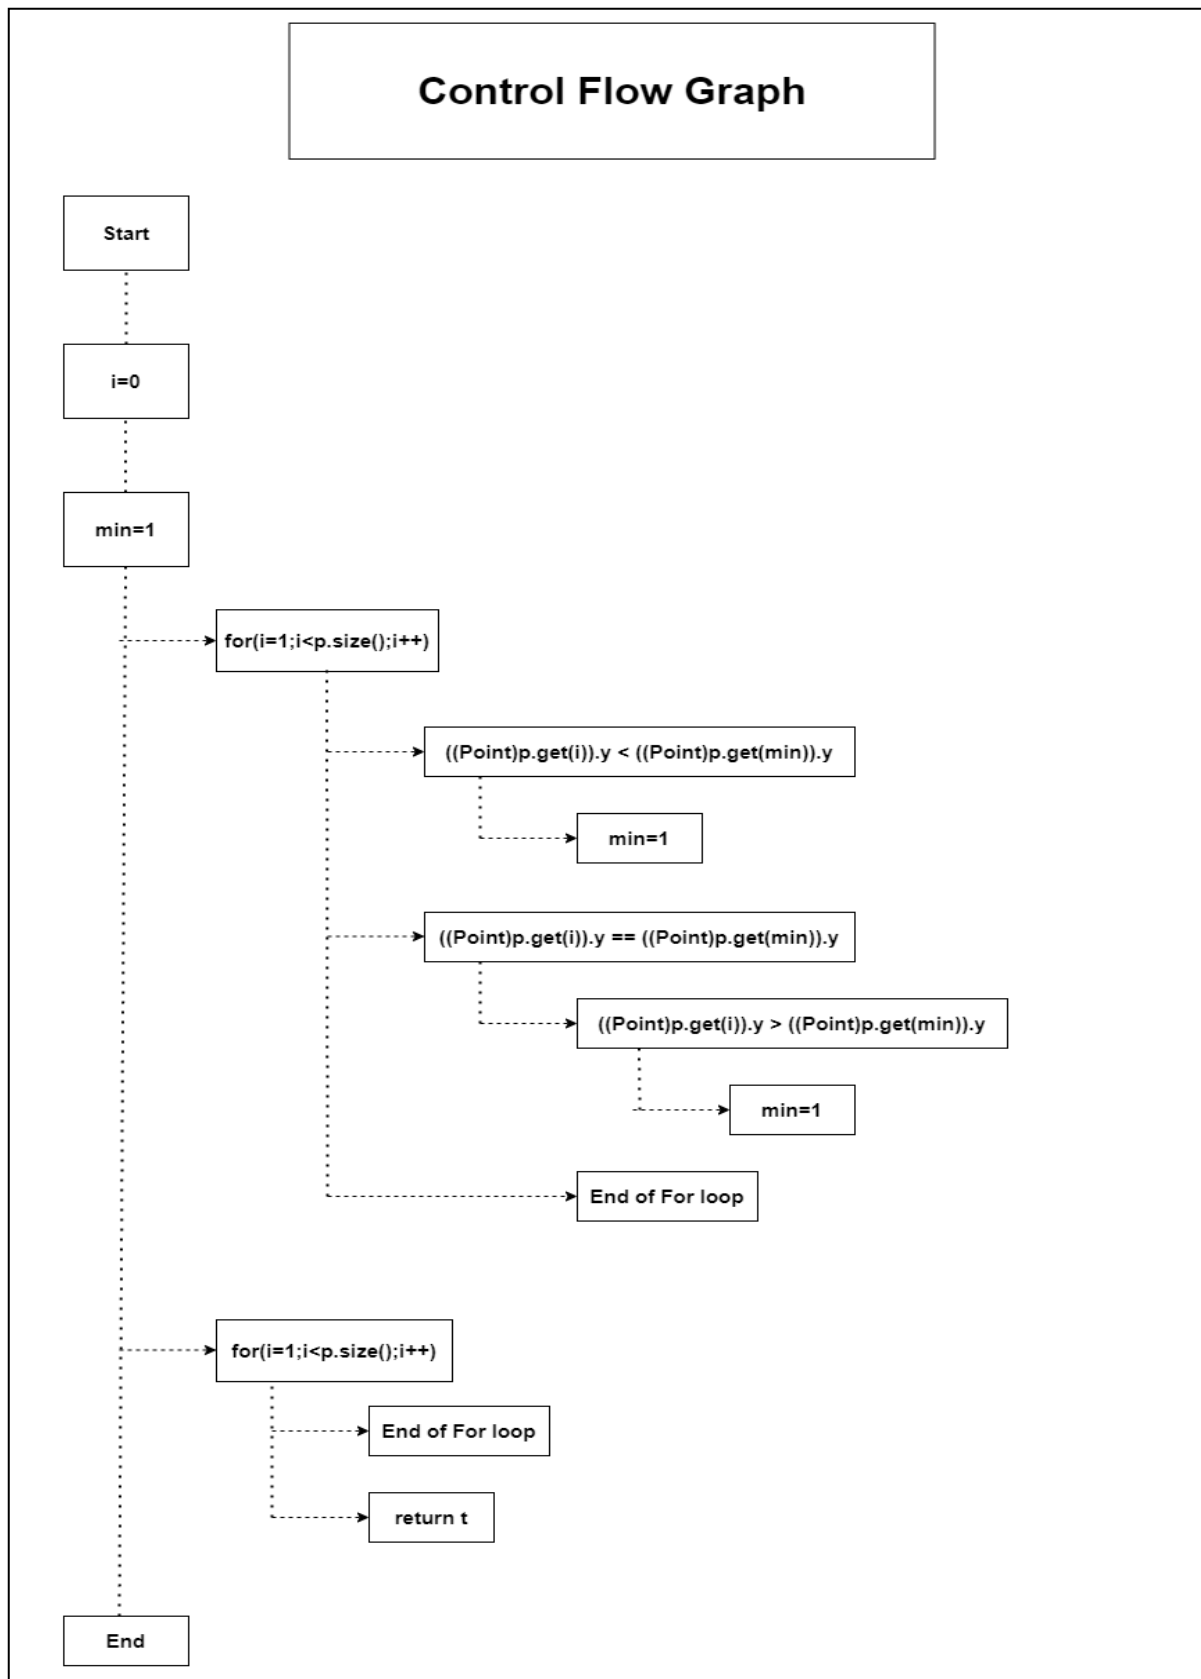 Control Flow Graph
Start
i=0
min=1
for(i=1;i<p.size();i++)
((Point)p.get(i)).y < ((Point)p.get(min)).y
min=1
((Point)p.get(i)).y == ((Point)p.get(min)).y
((Point)p.get(i)).y > ((Point)p.get(min)).y
min=1
End of For loop
for(i=1;i<p.size();i++)
End of For loop
return t
End